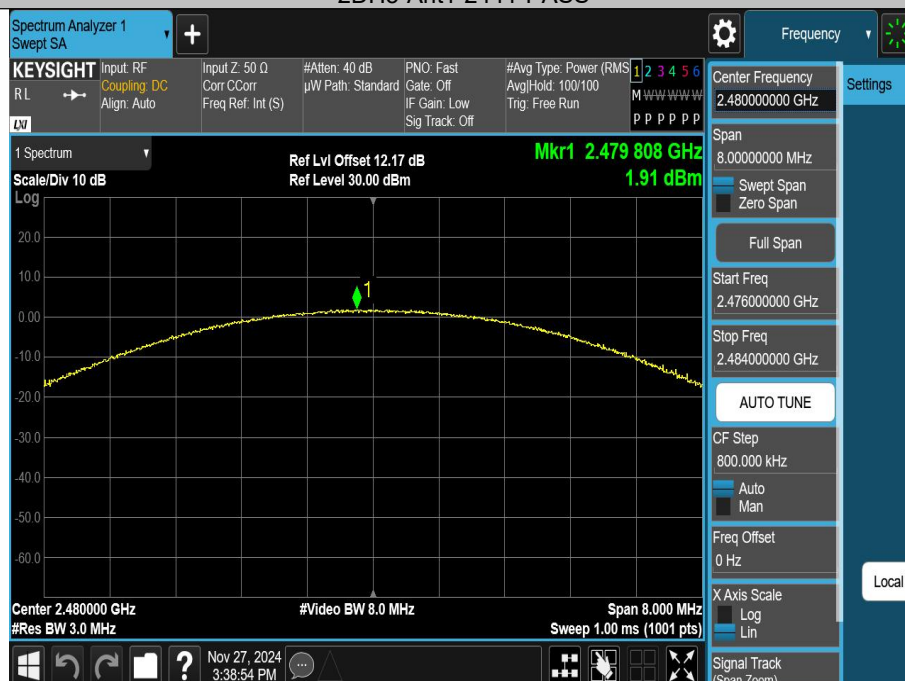 Spectrum Analyzer 1
Swept SA
+
Frequency
KEYSIGHT
RL
LXI
Input: RF
Coupling: DC
Align: Auto
Input Z: 50 Ω
Corr CCorr
Freq Ref: Int (S)
#Atten: 40 dB
µW Path: Standard
PNO: Fast
Gate: Off
IF Gain: Low
Sig Track: Off
#Avg Type: Power (RMS
Avg|Hold: 100/100
Trig: Free Run
1 2 3 4 5 6
M W W W W W
P P P P P P
1 Spectrum
Scale/Div 10 dB
Log
Ref Lvl Offset 12.17 dB
Ref Level 30.00 dBm
Mkr1 2.479 808 GHz
1.91 dBm
20.0
10.0
0.00
-10.0
-20.0
-30.0
-40.0
-50.0
-60.0
1
Center 2.480000 GHz
#Res BW 3.0 MHz
#Video BW 8.0 MHz
Span 8.000 MHz
Sweep 1.00 ms (1001 pts)
Nov 27, 2024
3:38:54 PM
?
Center Frequency
2.480000000 GHz
Settings
Span
8.00000000 MHz
Swept Span
Zero Span
Full Span
Start Freq
2.476000000 GHz
Stop Freq
2.484000000 GHz
AUTO TUNE
CF Step
800.000 kHz
Auto
Man
Freq Offset
0 Hz
Local
X Axis Scale
Log
Lin
Signal Track
(Span Zoom)